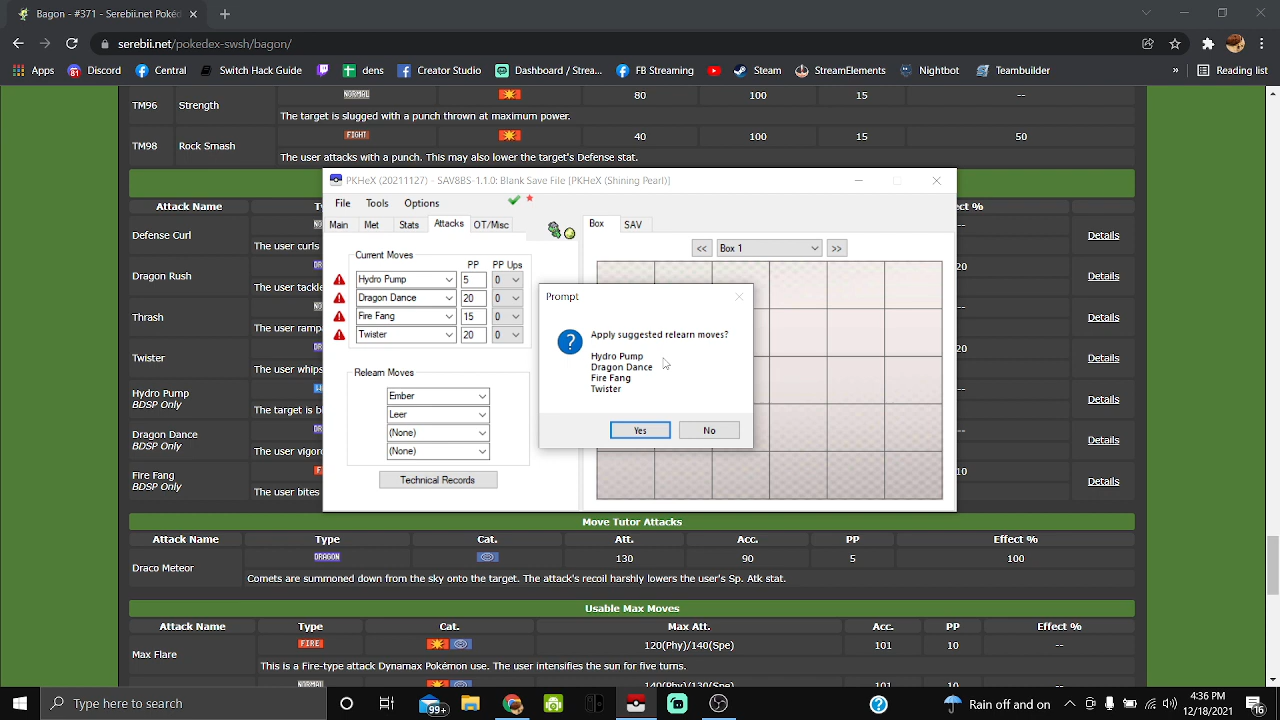 Bagon - #371 - Serebii.net Pokéd
serebii.net/pokedex-swsh/bagon/
Apps Discord Central Switch Hack Guide dens Creator Studio Dashboard / Strea... FB Streaming Steam StreamElements Nightbot Teambuilder » Reading list
TM96 Strength NORMAL 80 100 15 --
The target is slugged with a punch thrown at maximum power.
TM98 Rock Smash FIGHT 40 100 15 50
The user attacks with a punch. This may also lower the target's Defense stat.
PKHeX (20211127) - SAV8BS-1.1.0: Blank Save File [PKHeX (Shining Pearl)]
File Tools Options
Main Met Stats Attacks OT/Misc Box SAV
Current Moves
PP PP Ups
<< Box 1 >>
Hydro Pump 5 0
Dragon Dance 20 0
Fire Fang 15 0
Twister 20 0
Relearn Moves
Ember
Leer
(None)
(None)
Technical Records
Prompt
Apply suggested relearn moves?
Hydro Pump
Dragon Dance
Fire Fang
Twister
Yes No
Attack Name Ty ect %
Defense Curl Details
The user curls
Dragon Rush 20 Details
The user tackle
Thrash -- Details
The user ramp
Twister 20 Details
The user whips
Hydro Pump
BDSP Only -- Details
The target is b
Dragon Dance
BDSP Only -- Details
The user vigor
Fire Fang
BDSP Only 10 Details
The user bites
Move Tutor Attacks
Attack Name Type Cat. Att. Acc. PP Effect %
Draco Meteor DRAGON 130 90 5 100
Comets are summoned down from the sky onto the target. The attack's recoil harshly lowers the user's Sp. Atk stat.
Usable Max Moves
Attack Name Type Cat. Max Att. Acc. PP Effect %
Max Flare FIRE 120(Phy)/140(Spe) 101 10 --
This is a Fire-type attack Dynamax Pokémon use. The user intensifies the sun for five turns.
NORMAL 140(Phy)/140(Spe) 101 10
Type here to search 99+ Rain off and on 4:36 PM
12/18/2021 16